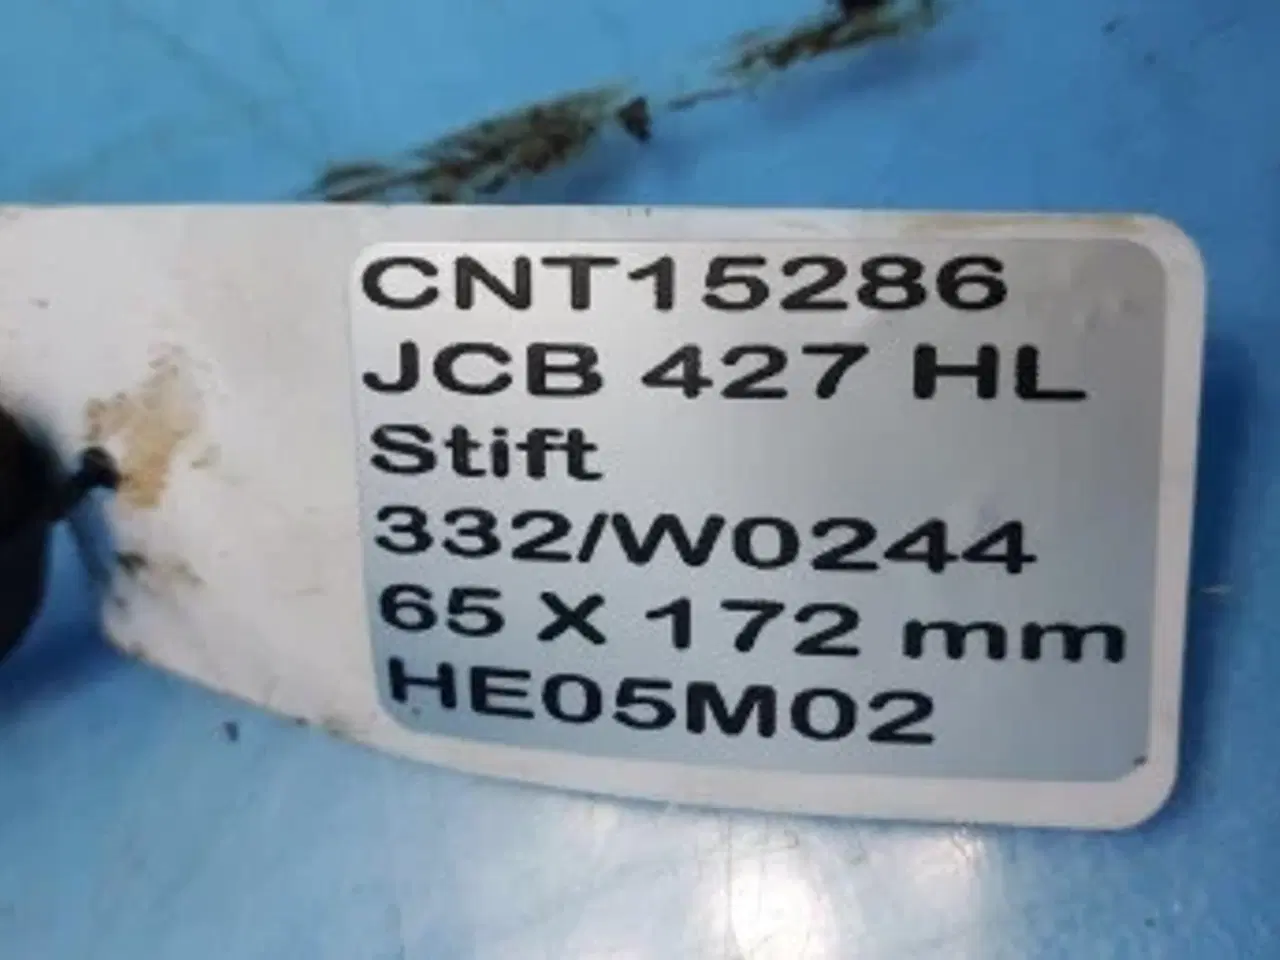 CNT15286
JCB 427 HL
Stift
332/W0244
65 X 172 mm
HE05M02